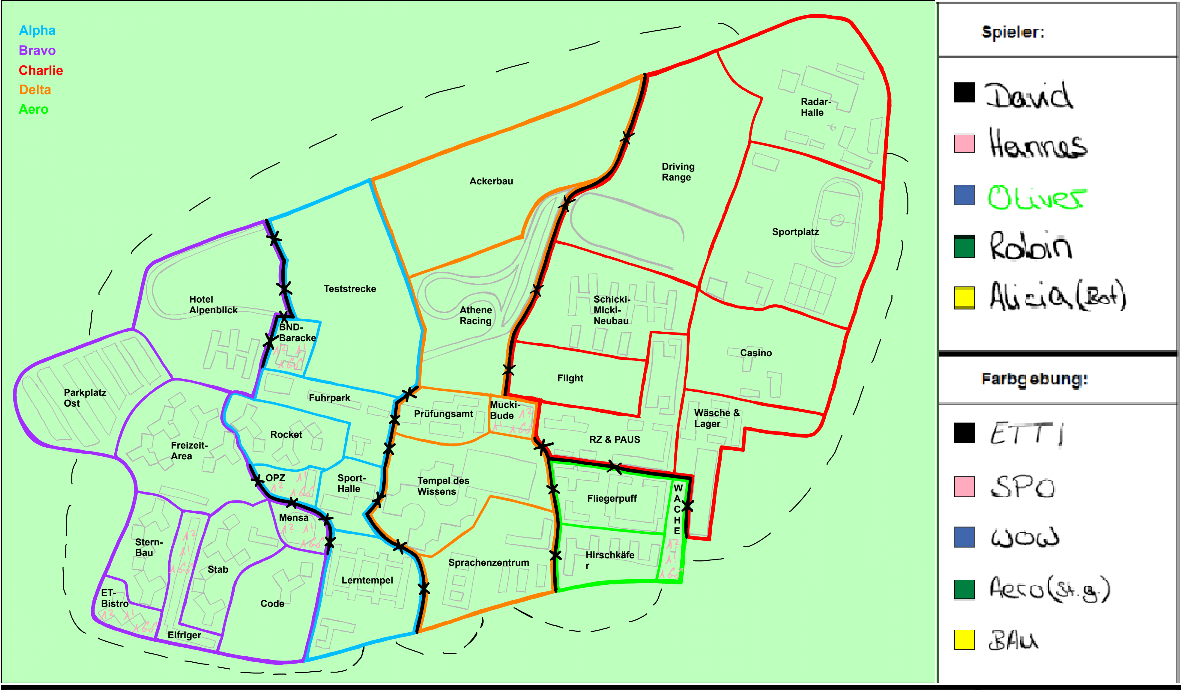 Alpha
Bravo
Charlie
Delta
Aero
Radar-
Halle
Driving
Range
Ackerbau
Sportplatz
Teststrecke
Hotel
Alpenblick
Schicki-
Micki-
Neubau
Athene
Racing
BND-
Baracke
Casino
Flight
Parkplatz
Ost
Fuhrpark
Prüfungsamt
Mucki-
Bude
Wäsche &
Lager
Rocket
RZ & PAUS
Freizeit-
Area
OPZ
Sport-
Halle
Tempel des
Wissens
Fliegerpuff
WACHE
Mensa
Stern-
Bau
Hirschkäfe
r
Sprachenzentrum
Stab
Lerntempel
ET-
Bistro
Code
Eifriger
Spieler:
David
Hannes
Oliver
Robin
Alicia (Bot)
Farbgebung:
ETTI
SPO
WOW
Aero (St.g.)
BAU